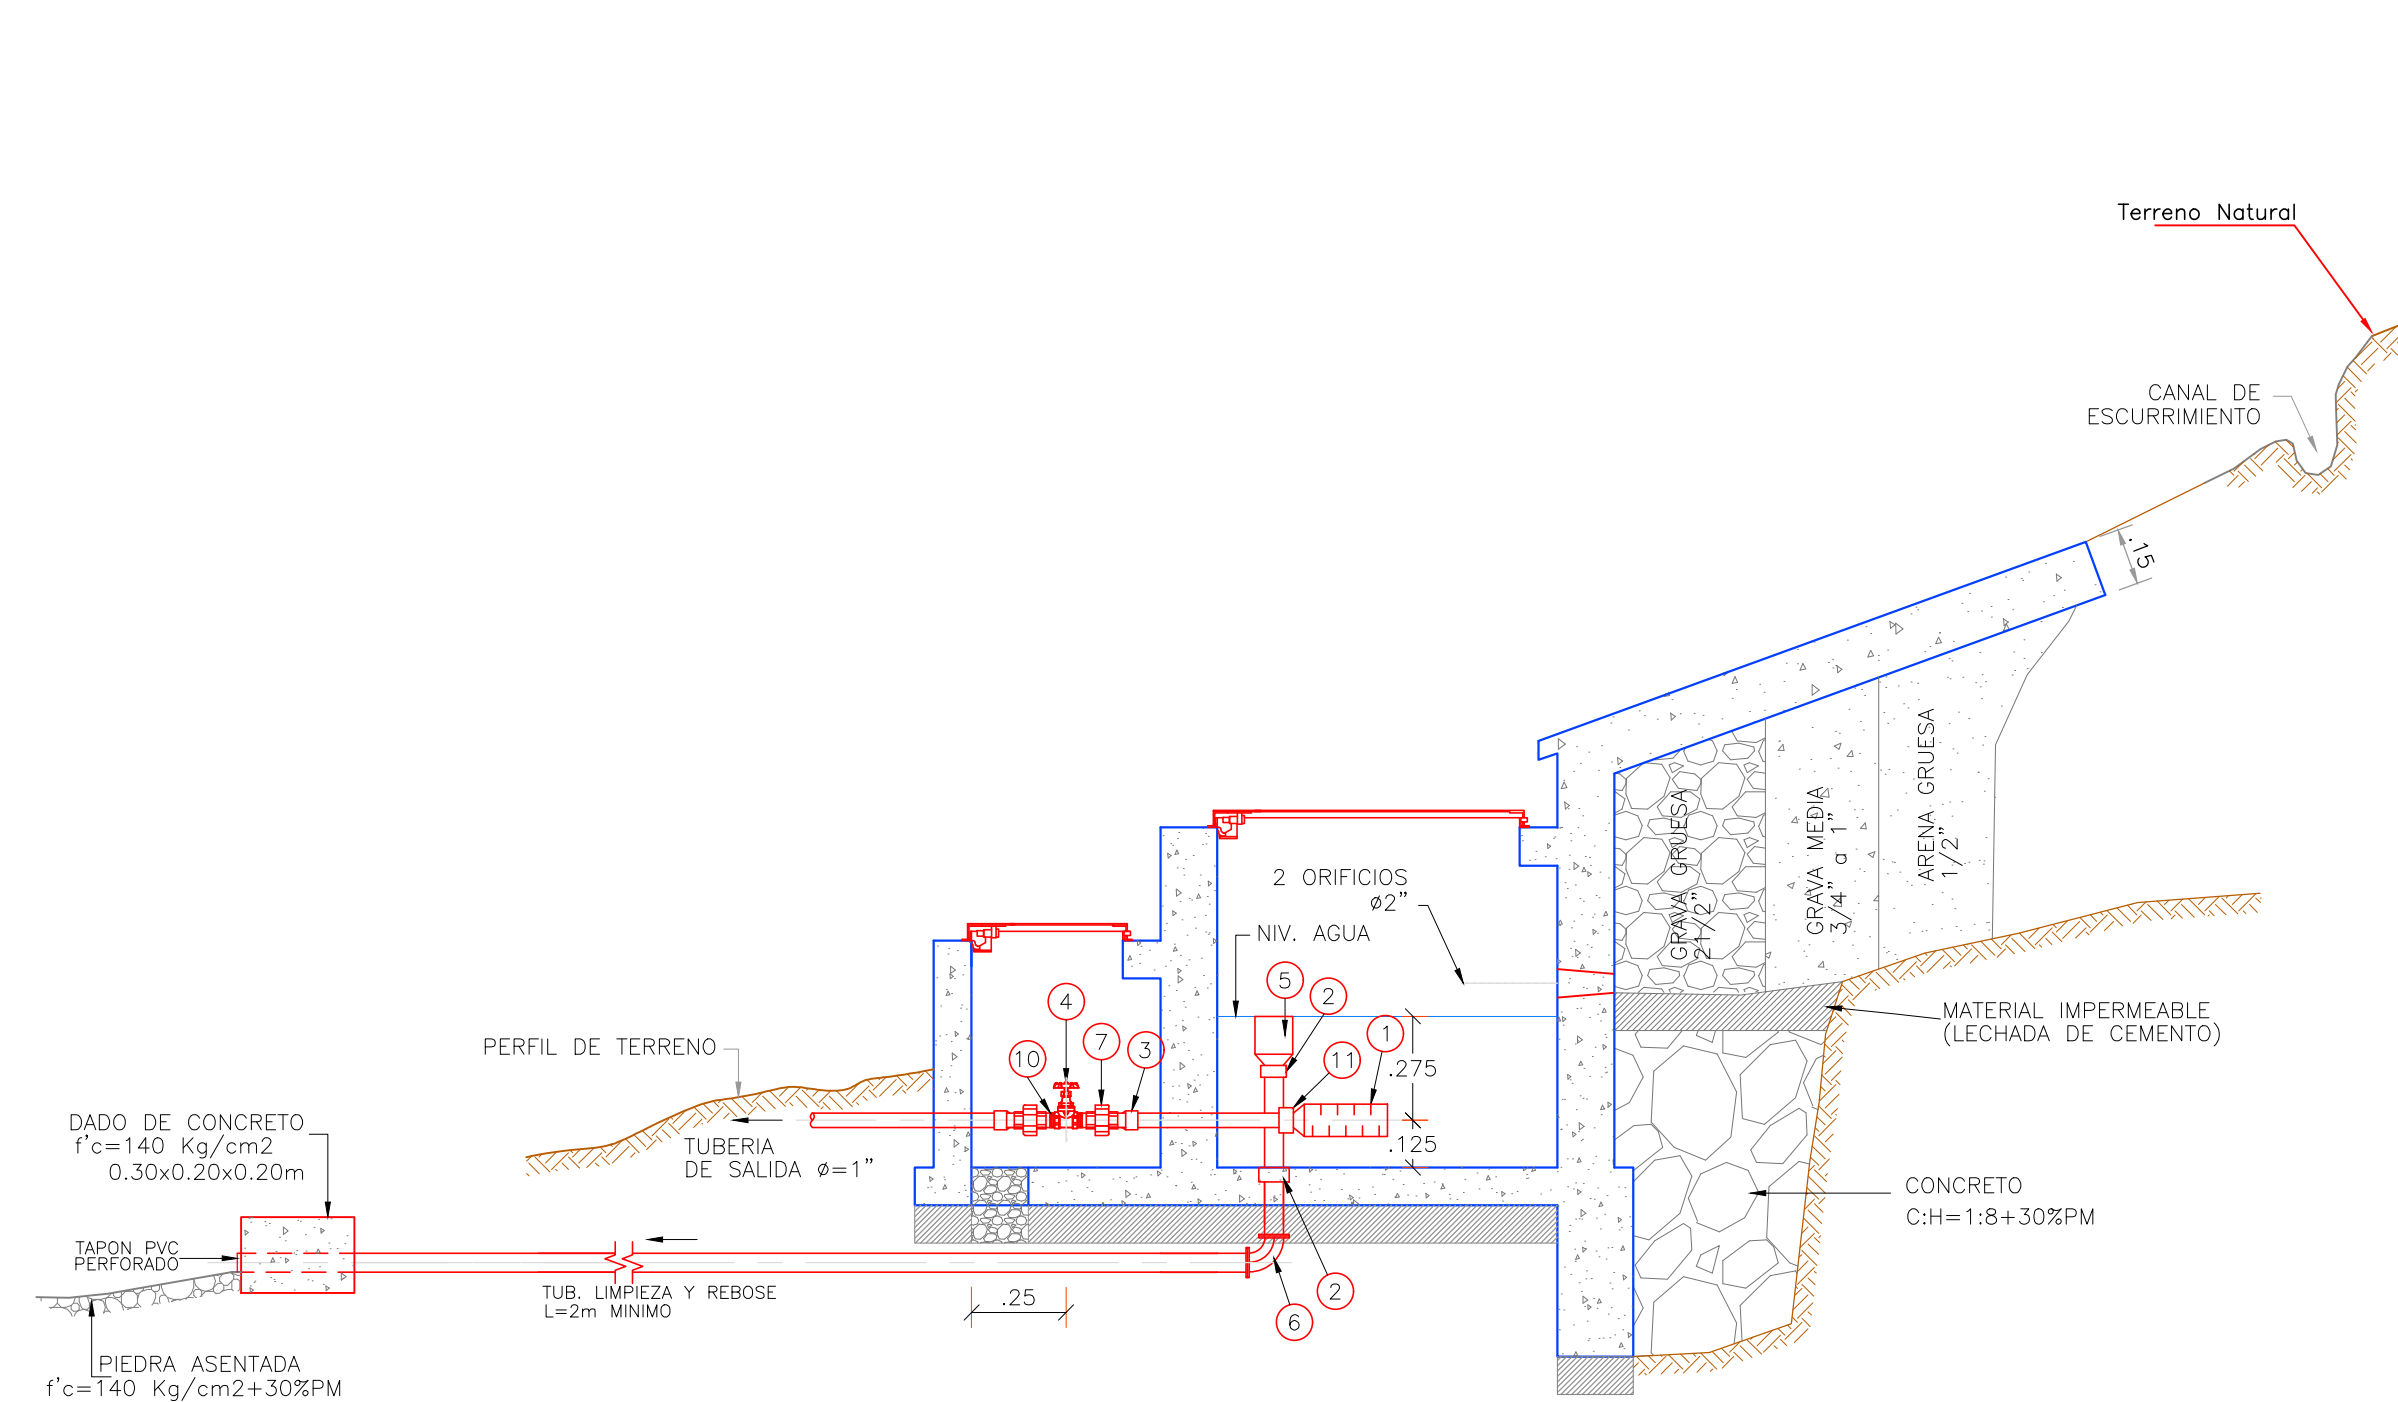 Terreno Natural
CANAL DE
ESCURRIMIENTO
.15
GRAVA GRUESA
21/2"
GRAVA MEDIA
3/4" a 1"
ARENA GRUESA
1/2"
2 ORIFICIOS
ø2"
NIV. AGUA
5
2
4
1
7
3
10
11
.275
.125
MATERIAL IMPERMEABLE
(LECHADA DE CEMENTO)
PERFIL DE TERRENO
DADO DE CONCRETO
f'c=140 Kg/cm2
0.30x0.20x0.20m
TUBERIA
DE SALIDA ø=1"
CONCRETO
C:H=1:8+30%PM
TAPON PVC
PERFORADO
TUB. LIMPIEZA Y REBOSE
L=2m MINIMO
.25
2
6
PIEDRA ASENTADA
f'c=140 Kg/cm2+30%PM